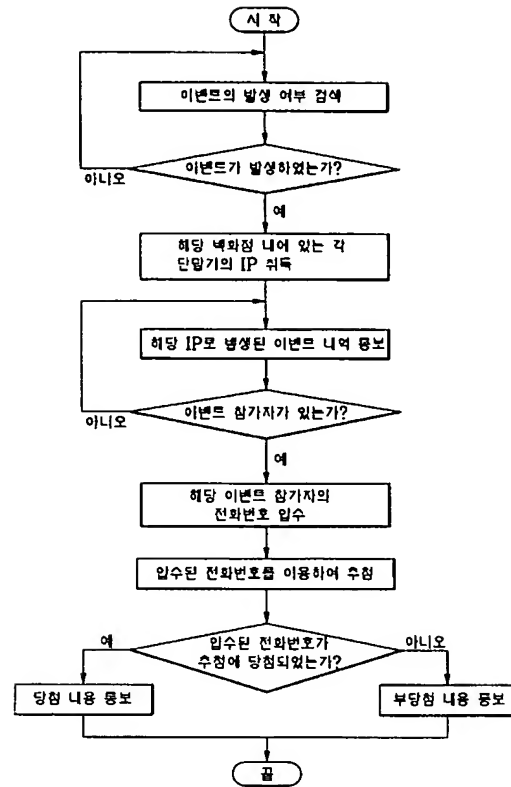 시 작
이벤트의 발생 여부 검색
이벤트가 발생하였는가?
아니오
예
해당 백화점 내에 있는 각
단말기의 IP 취득
해당 IP로 발생된 이벤트 내역 통보
이벤트 참가자가 있는가?
아니오
예
해당 이벤트 참가자의
전화번호 입수
입수된 전화번호를 이용하여 추첨
예
입수된 전화번호가
추첨에 당첨되었는가?
아니오
당첨 내용 통보
부당첨 내용 통보
끝